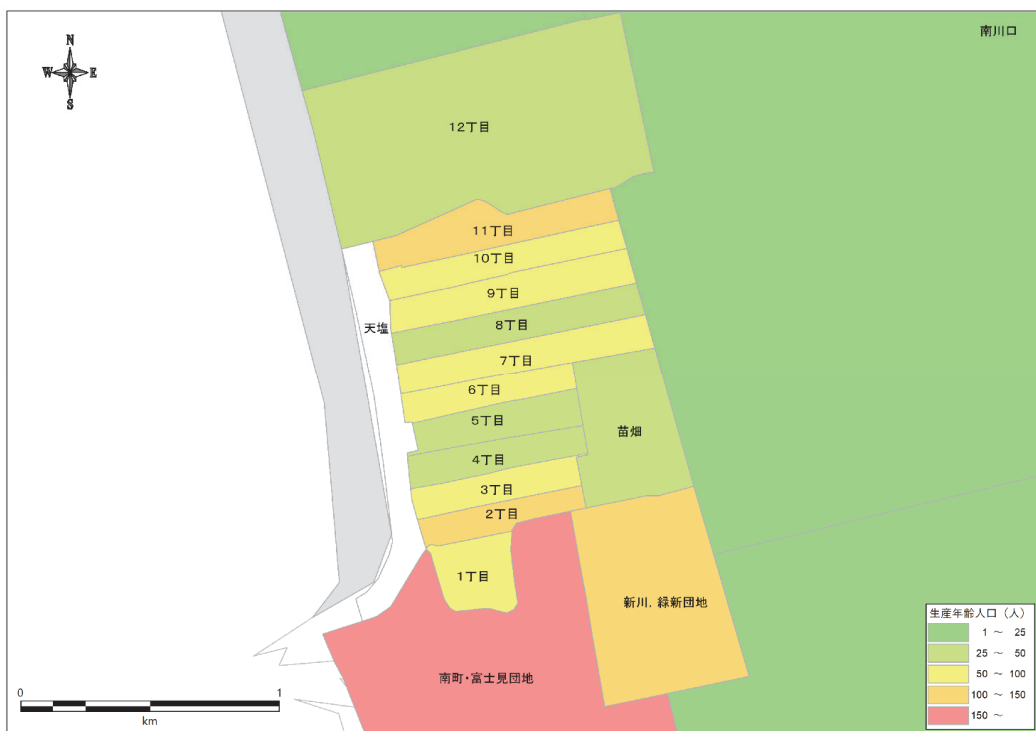 南川口
N
W E
S
12丁目
11丁目
10丁目
9丁目
天塩
8丁目
7丁目
6丁目
5丁目
苗畑
4丁目
3丁目
2丁目
1丁目
新川．緑新団地
南町・富士見団地
生産年齢人口（人）
1 ～ 25
25 ～ 50
50 ～ 100
100 ～ 150
150 ～
0 1
km